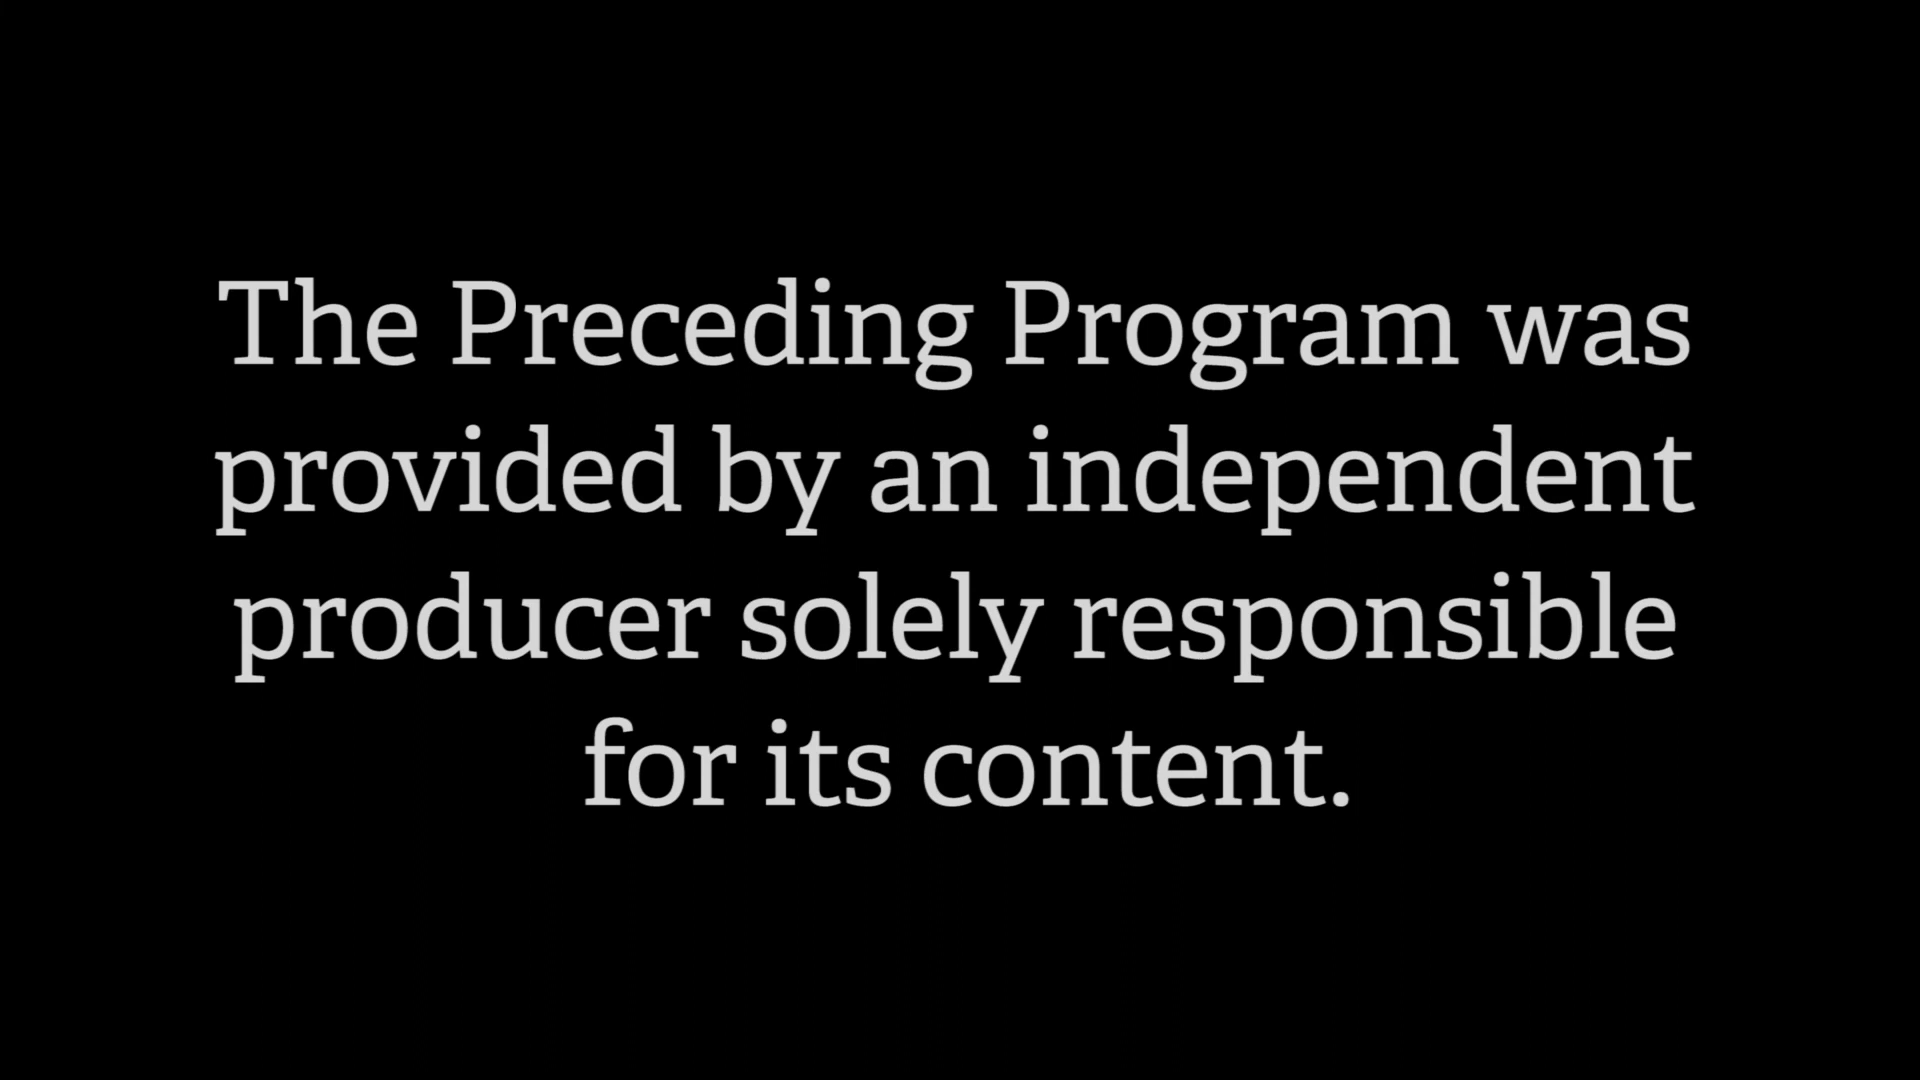 The Preceding Program was
provided by an independent
producer solely responsible
for its content.